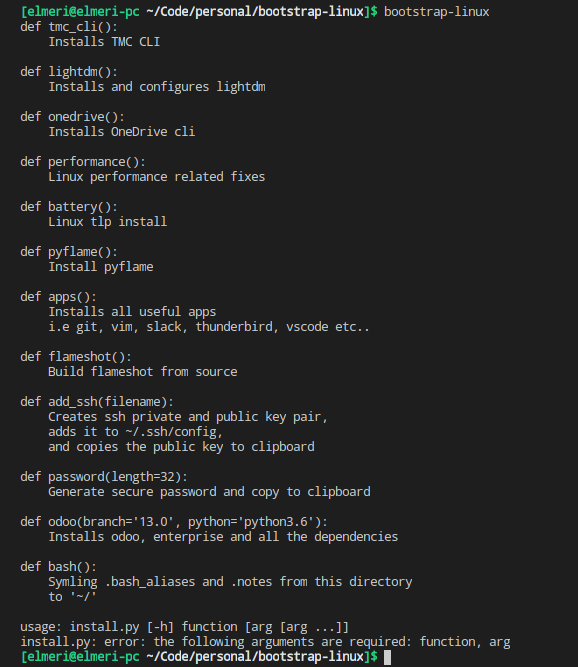 [elmeri@elmeri-pc ~/Code/personal/bootstrap-linux]$ bootstrap-linux
def tmc_cli():
    Installs TMC CLI

def lightdm():
    Installs and configures lightdm

def onedrive():
    Installs OneDrive cli

def performance():
    Linux performance related fixes

def battery():
    Linux tlp install

def pyflame():
    Install pyflame

def apps():
    Installs all useful apps
    i.e git, vim, slack, thunderbird, vscode etc..

def flameshot():
    Build flameshot from source

def add_ssh(filename):
    Creates ssh private and public key pair,
    adds it to ~/.ssh/config,
    and copies the public key to clipboard

def password(length=32):
    Generate secure password and copy to clipboard

def odoo(branch='13.0', python='python3.6'):
    Installs odoo, enterprise and all the dependencies

def bash():
    Symling .bash_aliases and .notes from this directory
    to '~/'

usage: install.py [-h] function [arg [arg ...]]
install.py: error: the following arguments are required: function, arg
[elmeri@elmeri-pc ~/Code/personal/bootstrap-linux]$